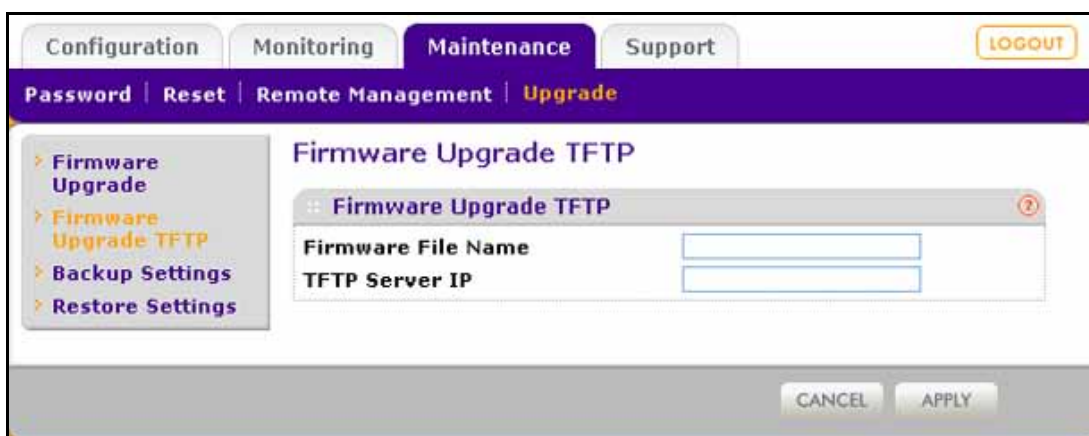 Configuration Monitoring Maintenance Support LOGOUT
Password Reset Remote Management Upgrade
Firmware
Upgrade
Firmware
Upgrade TFTP
Backup Settings
Restore Settings
Firmware Upgrade TFTP
Firmware Upgrade TFTP ?
Firmware File Name
TFTP Server IP
CANCEL APPLY